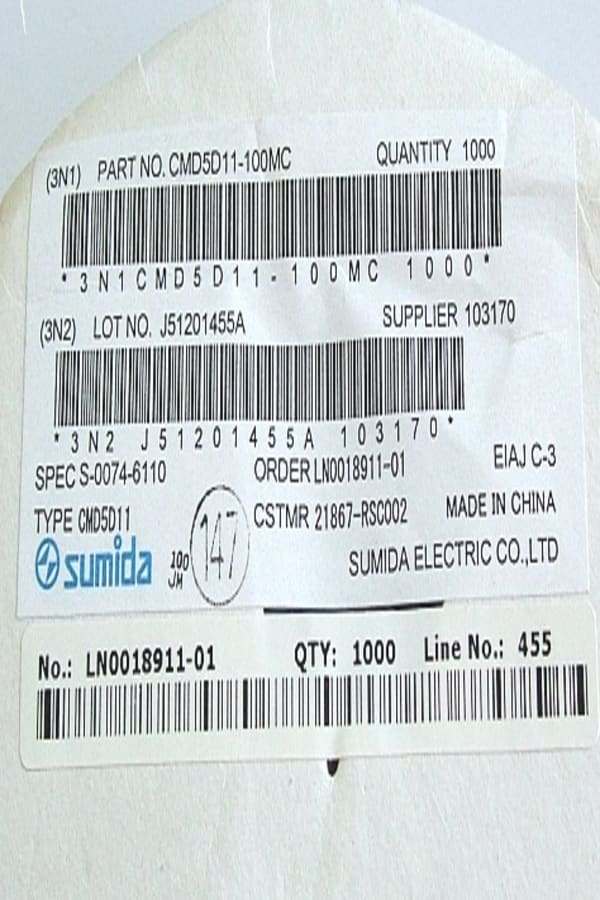 (3N1) PART NO. CMD5D11-100MC QUANTITY 1000
*3N1CMD5D11-100MC 1000*
(3N2) LOT NO. J51201455A SUPPLIER 103170
*3N2 J51201455A 103170*
SPEC S-0074-6110 ORDER LN0018911-01 EIAJ C-3
TYPE CMD5D11 CSTMR 21867-RSC002 MADE IN CHINA
sumida 100 147 SUMIDA ELECTRIC CO.,LTD
JM
No.: LN0018911-01 QTY: 1000 Line No.: 455